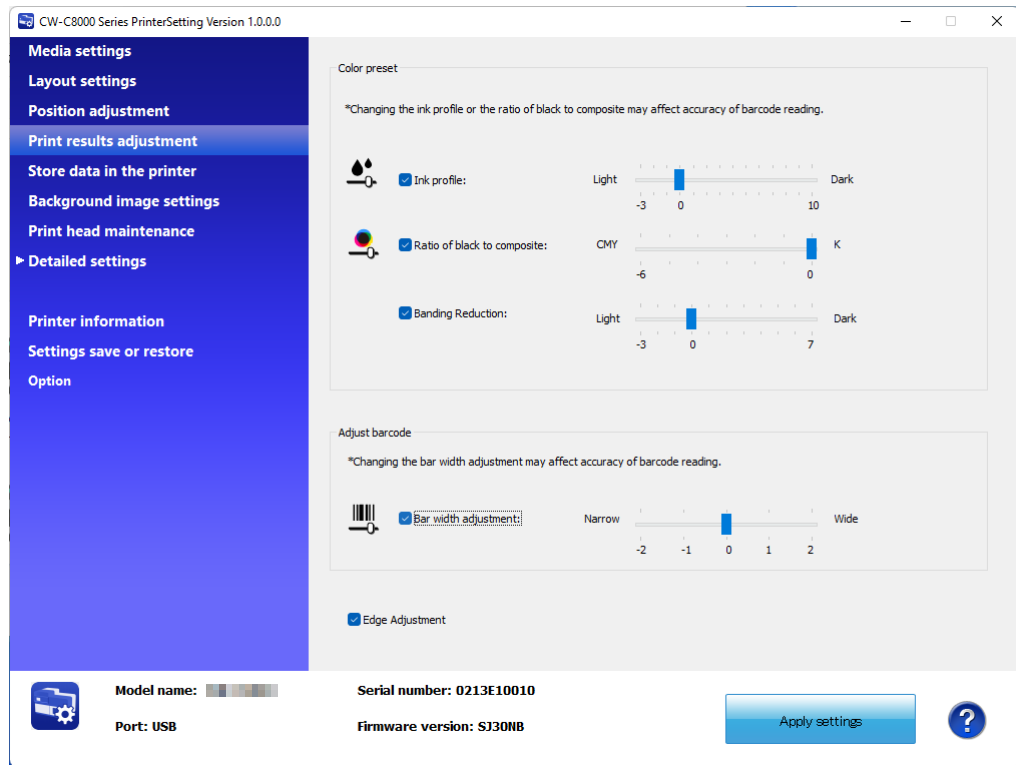 CW-C8000 Series PrinterSetting Version 1.0.0.0
Media settings
Layout settings
Position adjustment
Print results adjustment
Store data in the printer
Background image settings
Print head maintenance
Detailed settings
Printer information
Settings save or restore
Option
Color preset
*Changing the ink profile or the ratio of black to composite may affect accuracy of barcode reading.
Ink profile: Light Dark
-3 0 10
Ratio of black to composite: CMY K
-6 0
Banding Reduction: Light Dark
-3 0 7
Adjust barcode
*Changing the bar width adjustment may affect accuracy of barcode reading.
Bar width adjustment: Narrow Wide
-2 -1 0 1 2
Edge Adjustment
Model name: Serial number: 0213E10010
Port: USB Firmware version: SJ30NB
Apply settings
?